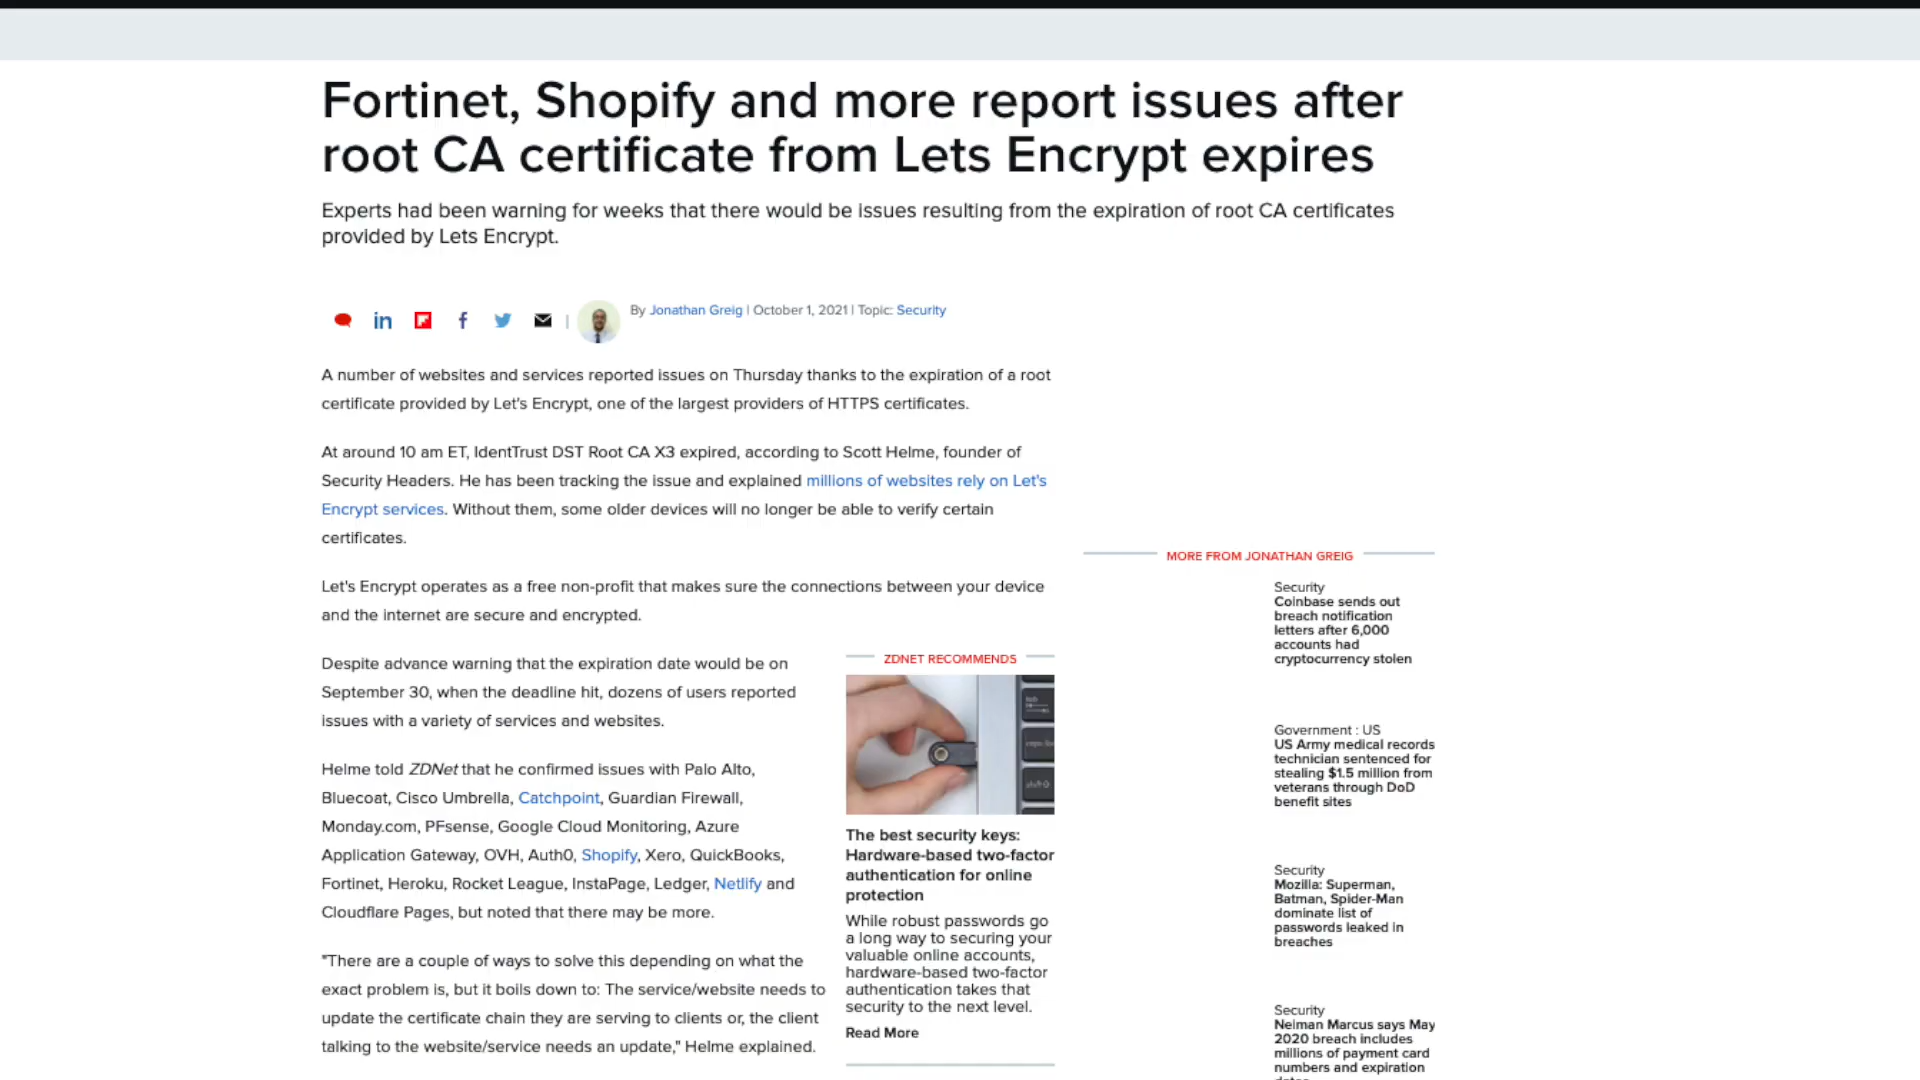 Fortinet, Shopify and more report issues after
root CA certificate from Lets Encrypt expires
Experts had been warning for weeks that there would be issues resulting from the expiration of root CA certificates
provided by Lets Encrypt.
By Jonathan Greig | October 1, 2021 | Topic: Security
A number of websites and services reported issues on Thursday thanks to the expiration of a root
certificate provided by Let's Encrypt, one of the largest providers of HTTPS certificates.
At around 10 am ET, IdentTrust DST Root CA X3 expired, according to Scott Helme, founder of
Security Headers. He has been tracking the issue and explained millions of websites rely on Let's
Encrypt services. Without them, some older devices will no longer be able to verify certain
certificates.
Let's Encrypt operates as a free non-profit that makes sure the connections between your device
and the internet are secure and encrypted.
Despite advance warning that the expiration date would be on
September 30, when the deadline hit, dozens of users reported
issues with a variety of services and websites.
Helme told ZDNet that he confirmed issues with Palo Alto,
Bluecoat, Cisco Umbrella, Catchpoint, Guardian Firewall,
Monday.com, PFsense, Google Cloud Monitoring, Azure
Application Gateway, OVH, Auth0, Shopify, Xero, QuickBooks,
Fortinet, Heroku, Rocket League, InstaPage, Ledger, Netlify and
Cloudflare Pages, but noted that there may be more.
"There are a couple of ways to solve this depending on what the
exact problem is, but it boils down to: The service/website needs to
update the certificate chain they are serving to clients or, the client
talking to the website/service needs an update," Helme explained.
ZDNET RECOMMENDS
The best security keys:
Hardware-based two-factor
authentication for online
protection
While robust passwords go
a long way to securing your
valuable online accounts,
hardware-based two-factor
authentication takes that
security to the next level.
Read More
MORE FROM JONATHAN GREIG
Security
Coinbase sends out
breach notification
letters after 6,000
accounts had
cryptocurrency stolen
Government : US
US Army medical records
technician sentenced for
stealing $1.5 million from
veterans through DoD
benefit sites
Security
Mozilla: Superman,
Batman, Spider-Man
dominate list of
passwords leaked in
breaches
Security
Neiman Marcus says May
2020 breach includes
millions of payment card
numbers and expiration